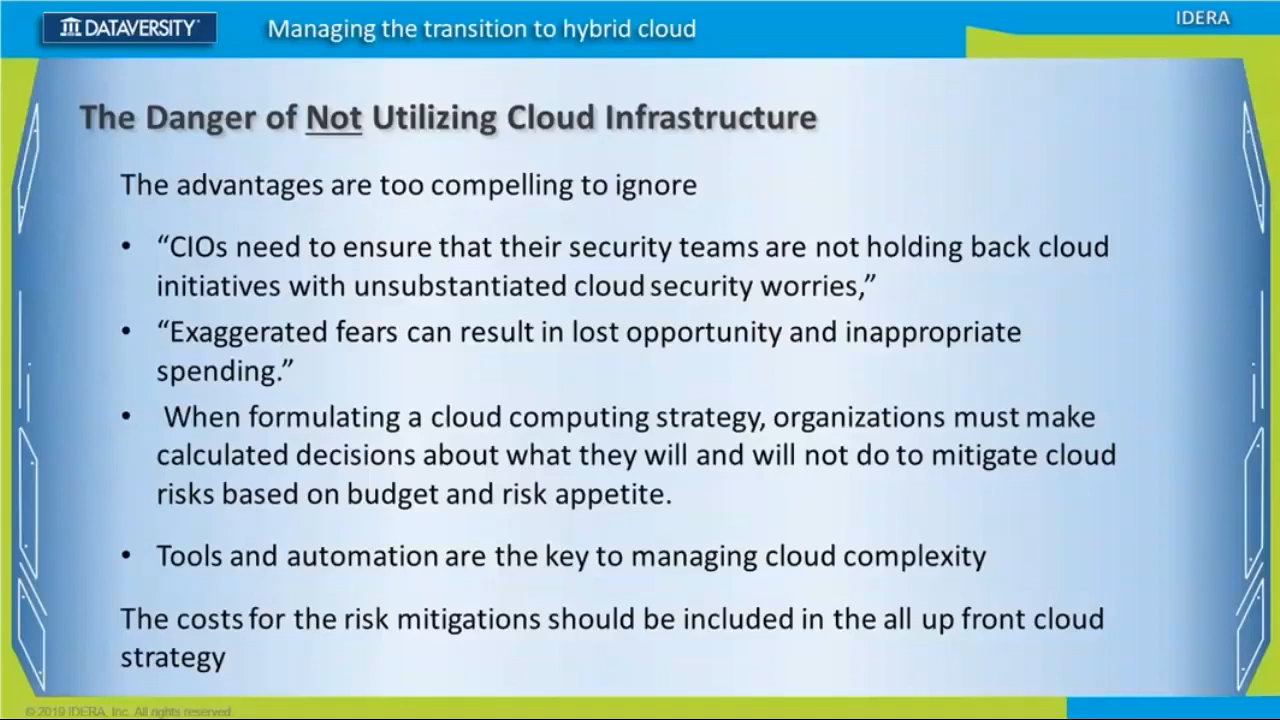 DATAVERSITY
Managing the transition to hybrid cloud
IDERA
The Danger of Not Utilizing Cloud Infrastructure
The advantages are too compelling to ignore
• “CIOs need to ensure that their security teams are not holding back cloud
initiatives with unsubstantiated cloud security worries,”
• “Exaggerated fears can result in lost opportunity and inappropriate
spending.”
• When formulating a cloud computing strategy, organizations must make
calculated decisions about what they will and will not do to mitigate cloud
risks based on budget and risk appetite.
• Tools and automation are the key to managing cloud complexity
The costs for the risk mitigations should be included in the all up front cloud
strategy
© 2019 IDERA, Inc. All rights reserved.